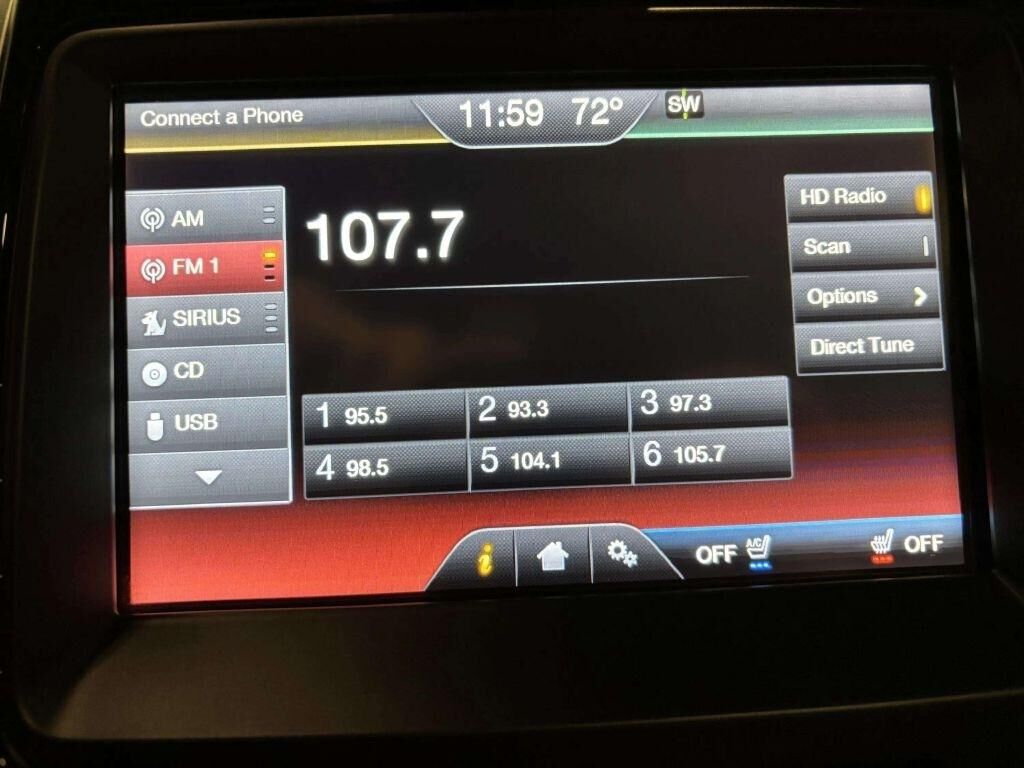 Connect a Phone
11:59 72° SW
AM
FM 1
SIRIUS
CD
USB
107.7
HD Radio
Scan
Options
Direct Tune
1 95.5
2 93.3
3 97.3
4 98.5
5 104.1
6 105.7
i
OFF A/C
OFF